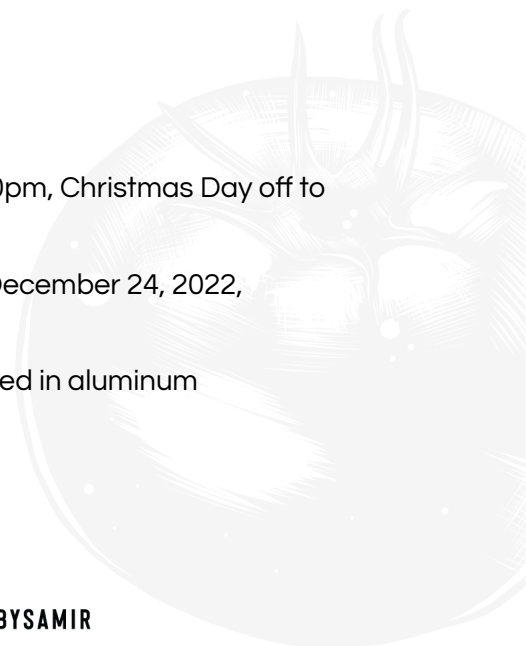 0pm, Christmas Day off to
December 24, 2022,
ed in aluminum
BYSAMIR